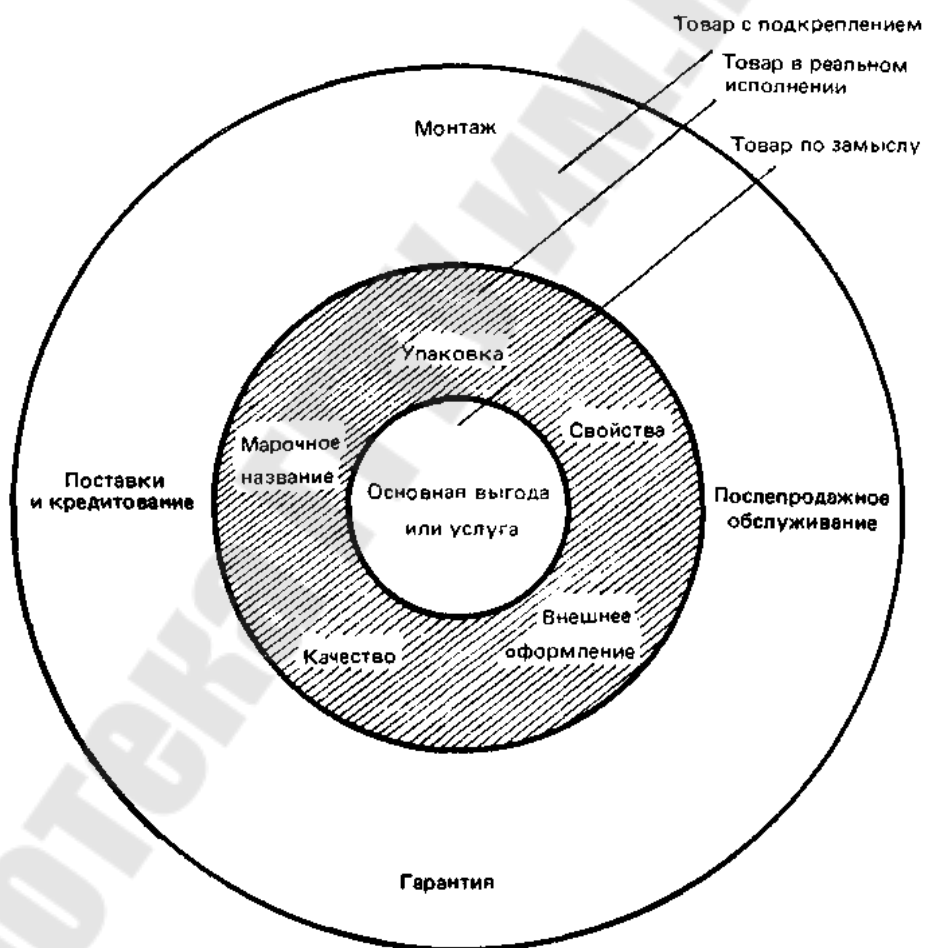 Товар с подкреплением
Товар в реальном
исполнении
Товар по замыслу
Монтаж
Упаковка
Свойства
Марочное
название
Основная выгода
или услуга
Поставки
и кредитование
Послепродажное
обслуживание
Внешнее
оформление
Качество
Гарантия